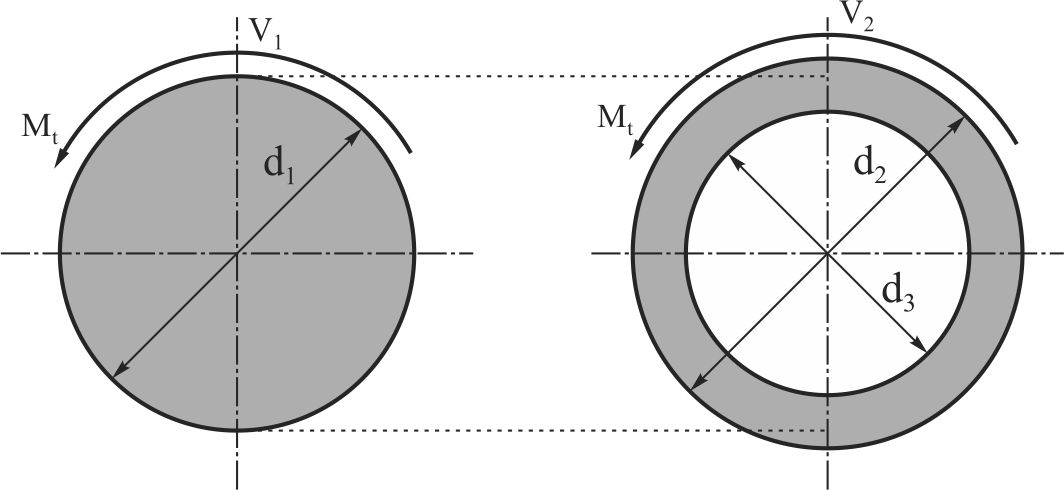 V₁
Mₜ
d₁
V₂
Mₜ
d₂
d₃